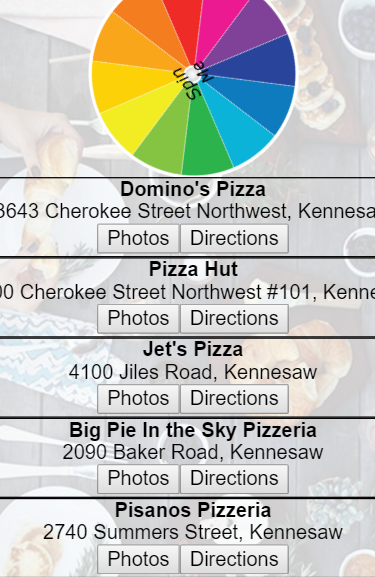 Spin
Me
Domino's Pizza
3643 Cherokee Street Northwest, Kennesa
Photos Directions
Pizza Hut
00 Cherokee Street Northwest #101, Kenne
Photos Directions
Jet's Pizza
4100 Jiles Road, Kennesaw
Photos Directions
Big Pie In the Sky Pizzeria
2090 Baker Road, Kennesaw
Photos Directions
Pisanos Pizzeria
2740 Summers Street, Kennesaw
Photos Directions